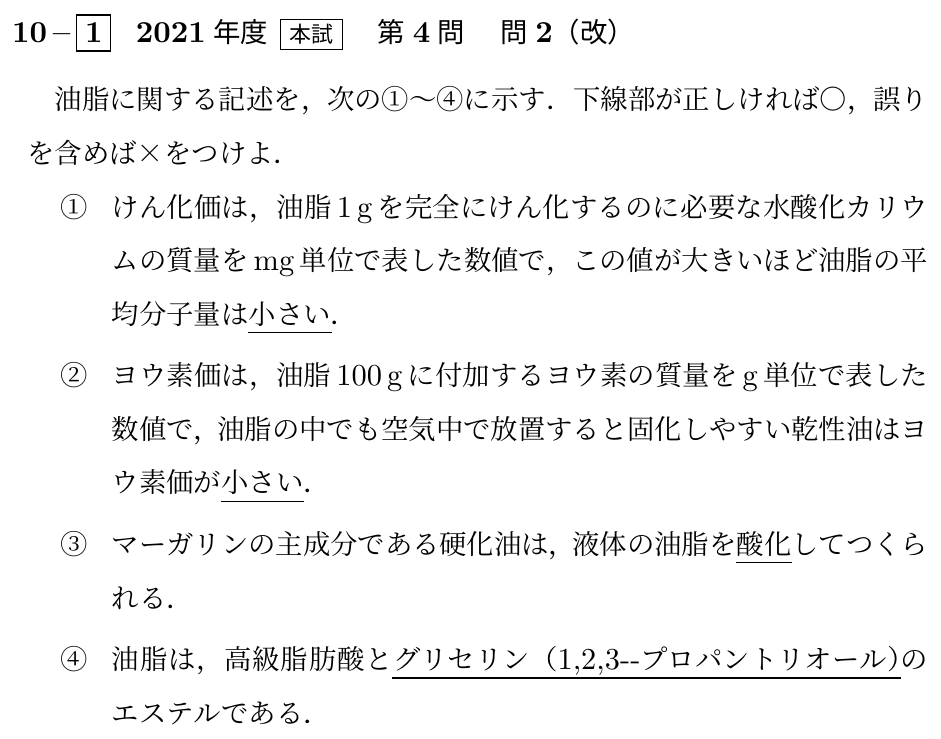 10－1 2021 年度 本試 第 4 問 問 2（改）
油脂に関する記述を，次の①～④に示す．下線部が正しければ○，誤り
を含めば×をつけよ．
① けん化価は，油脂 1 g を完全にけん化するのに必要な水酸化カリウ
ムの質量を mg 単位で表した数値で，この値が大きいほど油脂の平
均分子量は小さい．
② ヨウ素価は，油脂 100 g に付加するヨウ素の質量を g 単位で表した
数値で，油脂の中でも空気中で放置すると固化しやすい乾性油はヨ
ウ素価が小さい．
③ マーガリンの主成分である硬化油は，液体の油脂を酸化してつくら
れる．
④ 油脂は，高級脂肪酸とグリセリン（1,2,3--プロパントリオール）の
エステルである．